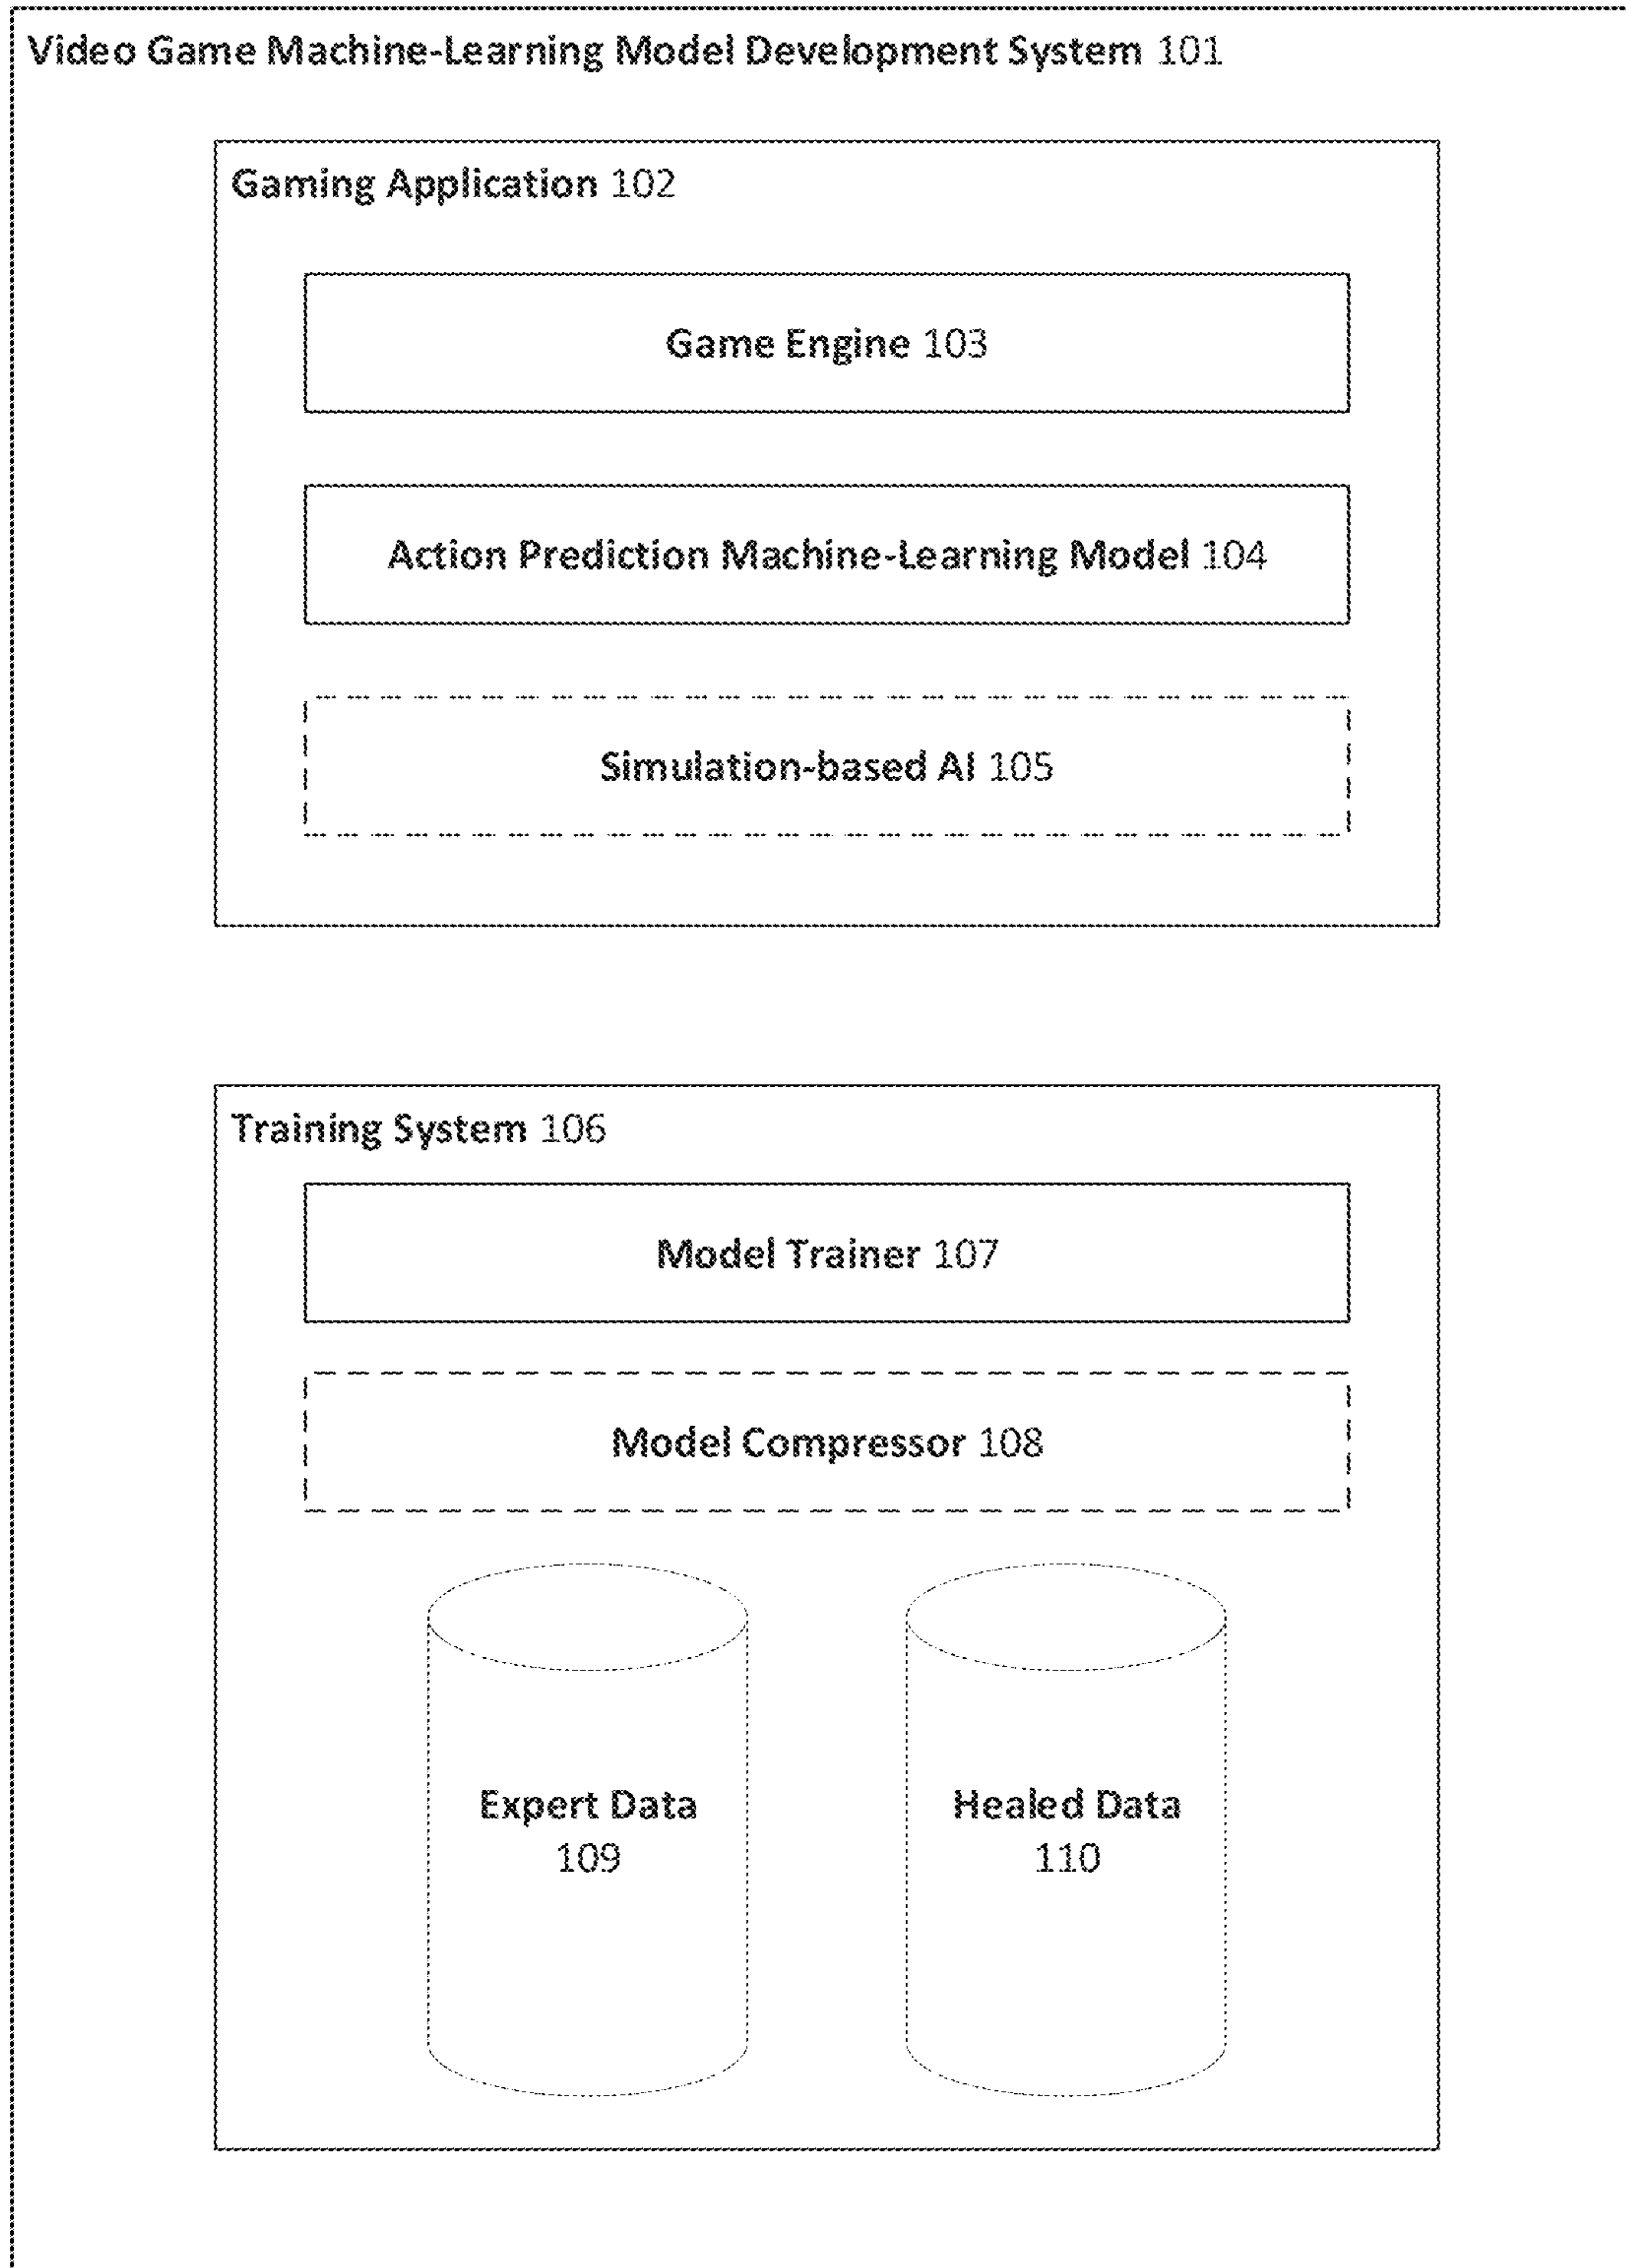 Video Game Machine-Learning Model Development System 101
Gaming Application 102
Game Engine 103
Action Prediction Machine-Learning Model 104
Simulation-based AI 105
Training System 106
Model Trainer 107
Model Compressor 108
Expert Data
109
Healed Data
110